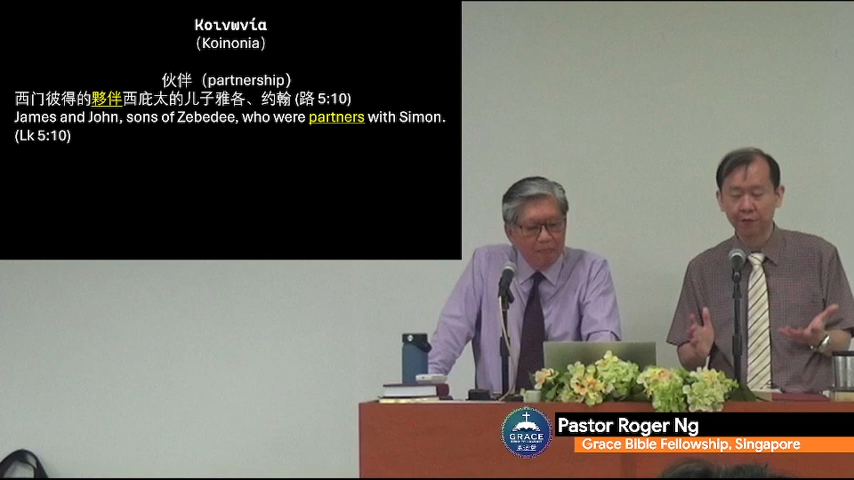 Κοινωνία
(Koinonia)
伙伴（partnership）
西门彼得的夥伴西庇太的儿子雅各、约翰 (路 5:10)
James and John, sons of Zebedee, who were partners with Simon.
(Lk 5:10)
GRACE
Pastor Roger Ng
Grace Bible Fellowship, Singapore